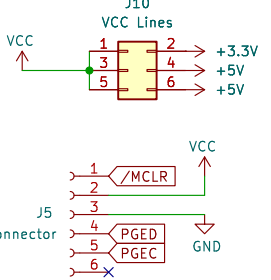 J10
VCC Lines
VCC
1 2 +3.3V
3 4 +5V
5 6 +5V
VCC
1 /MCLR
2
J5
3
GND
onnector
4 PGED
5 PGEC
6